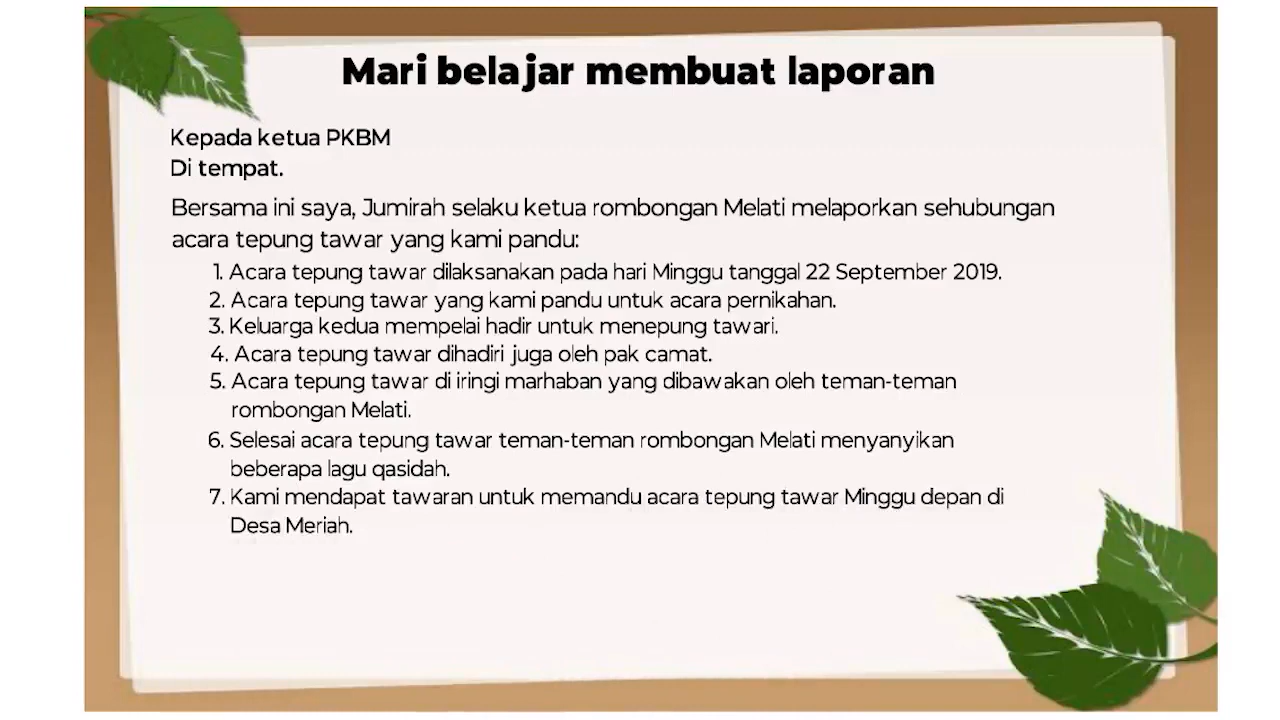 Mari belajar membuat laporan
Kepada ketua PKBM
Di tempat.
Bersama ini saya, Jumirah selaku ketua rombongan Melati melaporkan sehubungan
acara tepung tawar yang kami pandu:
1. Acara tepung tawar dilaksanakan pada hari Minggu tanggal 22 September 2019.
2. Acara tepung tawar yang kami pandu untuk acara pernikahan.
3. Keluarga kedua mempelai hadir untuk menepung tawari.
4. Acara tepung tawar dihadiri juga oleh pak camat.
5. Acara tepung tawar di iringi marhaban yang dibawakan oleh teman-teman
rombongan Melati.
6. Selesai acara tepung tawar teman-teman rombongan Melati menyanyikan
beberapa lagu qasidah.
7. Kami mendapat tawaran untuk memandu acara tepung tawar Minggu depan di
Desa Meriah.